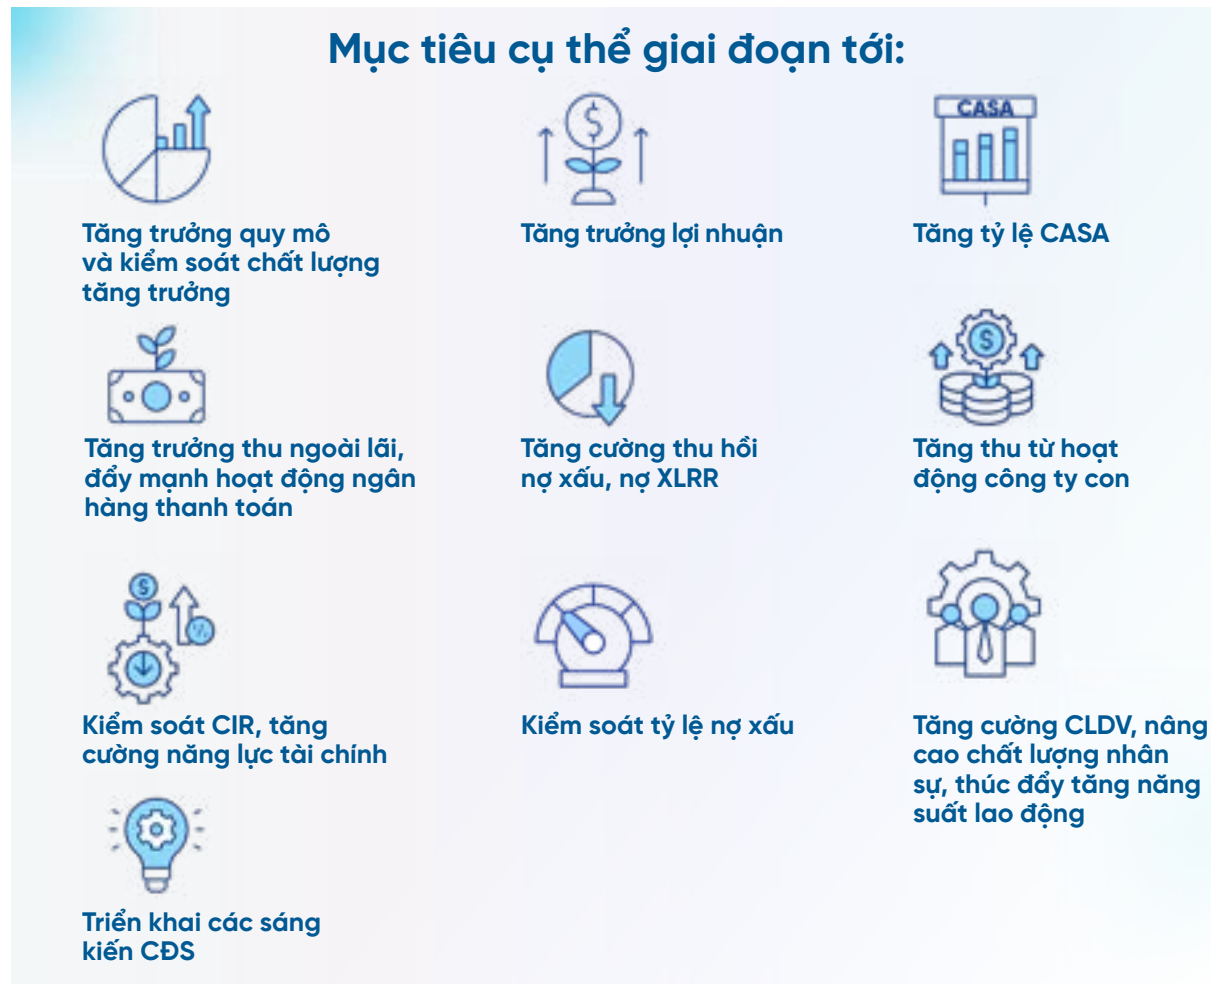 Mục tiêu cụ thể giai đoạn tới:
CASA
Tăng trưởng quy mô
và kiểm soát chất lượng
tăng trưởng
Tăng trưởng lợi nhuận
Tăng tỷ lệ CASA
$
$
Tăng trưởng thu ngoài lãi,
đẩy mạnh hoạt động ngân
hàng thanh toán
Tăng cường thu hồi
nợ xấu, nợ XLRR
Tăng thu từ hoạt
động công ty con
$
%
Kiểm soát CIR, tăng
cường năng lực tài chính
Kiểm soát tỷ lệ nợ xấu
Tăng cường CLDV, nâng
cao chất lượng nhân
sự, thúc đẩy tăng năng
suất lao động
Triển khai các sáng
kiến CĐS